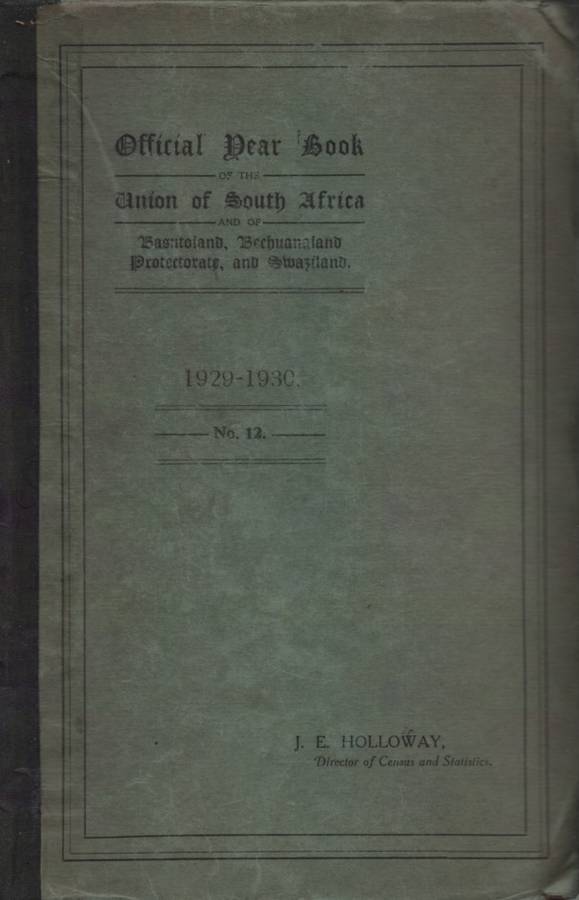 Official Year Book
OF THE
Union of South Africa
AND OF
Basutoland, Bechuanaland
Protectorate, and Swaziland.
1929-1930.
No. 12.
J. E. HOLLOWAY,
Director of Census and Statistics.